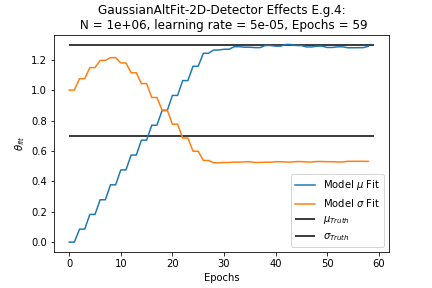 GaussianAltFit-2D-Detector Effects E.g.4:
N = 1e+06, learning rate = 5e-05, Epochs = 59
1.2
1.0
0.8
0.6
0.4
0.2
0.0
θfit
0 10 20 30 40 50 60
Epochs
Model μ Fit
Model σ Fit
μTruth
σTruth